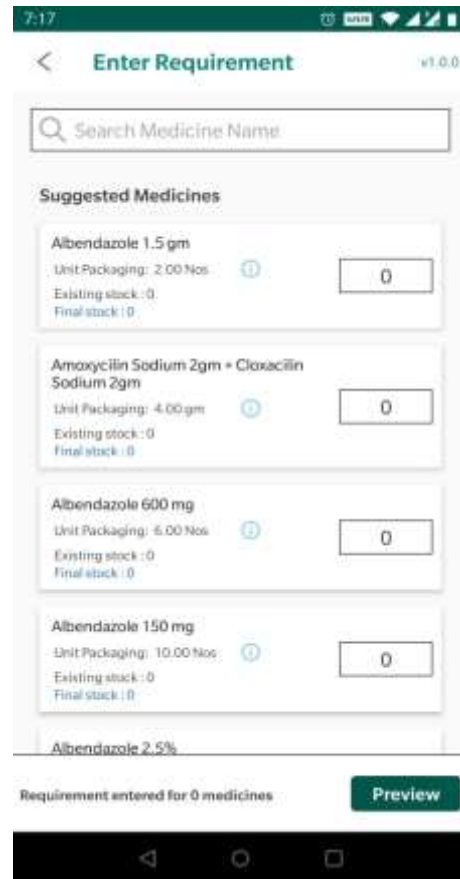 7:17
Enter Requirement
v1.0.0
Search Medicine Name
Suggested Medicines
Albendazole 1.5 gm
Unit Packaging: 2.00 Nos
0
Existing stock : 0
Final stock : 0
Amoxycilin Sodium 2gm + Cloxacilin
Sodium 2gm
Unit Packaging: 4.00 gm
0
Existing stock : 0
Final stock : 0
Albendazole 600 mg
Unit Packaging: 6.00 Nos
0
Existing stock : 0
Final stock : 0
Albendazole 150 mg
Unit Packaging: 10.00 Nos
0
Existing stock : 0
Final stock : 0
Albendazole 2.5%
Requirement entered for 0 medicines
Preview